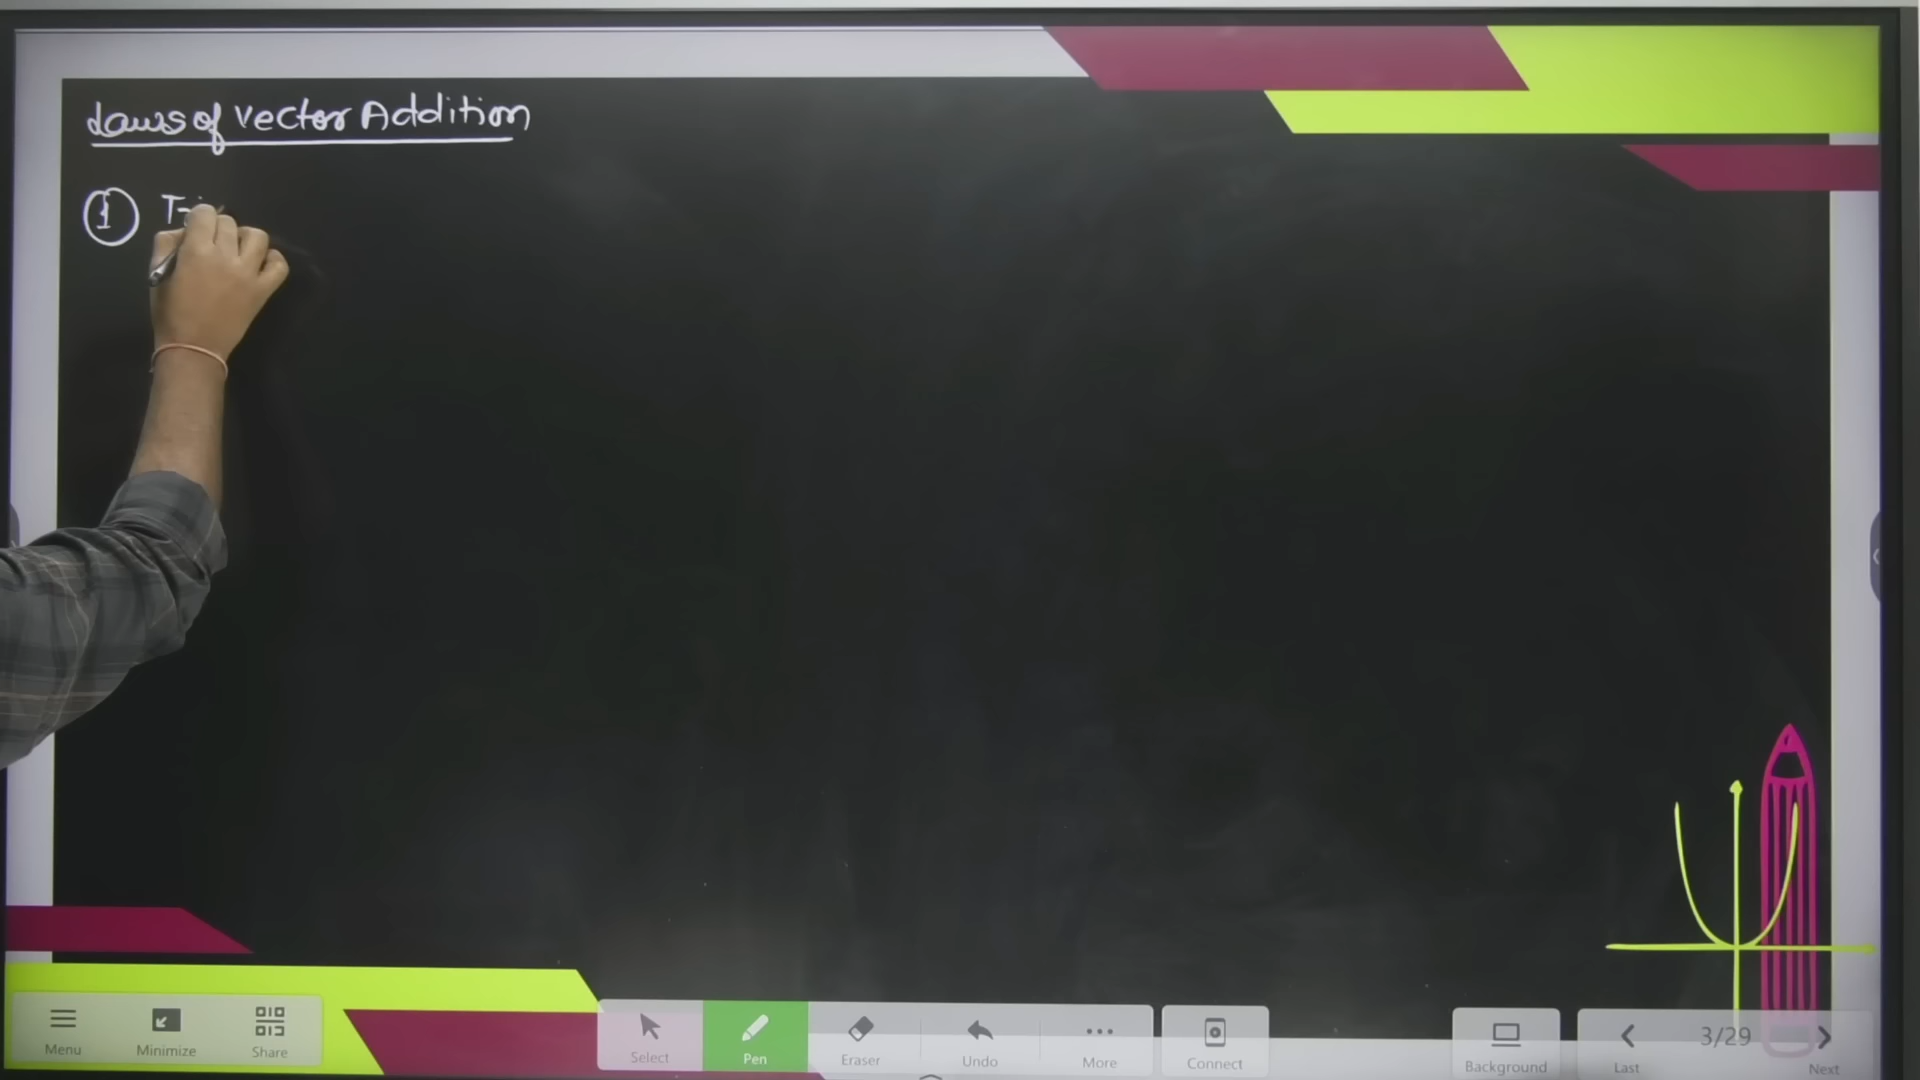 Laws of Vector Addition
1
Menu
Minimize
Share
Select
Pen
Eraser
Undo
More
Connect
Background
Last
3/29
Next